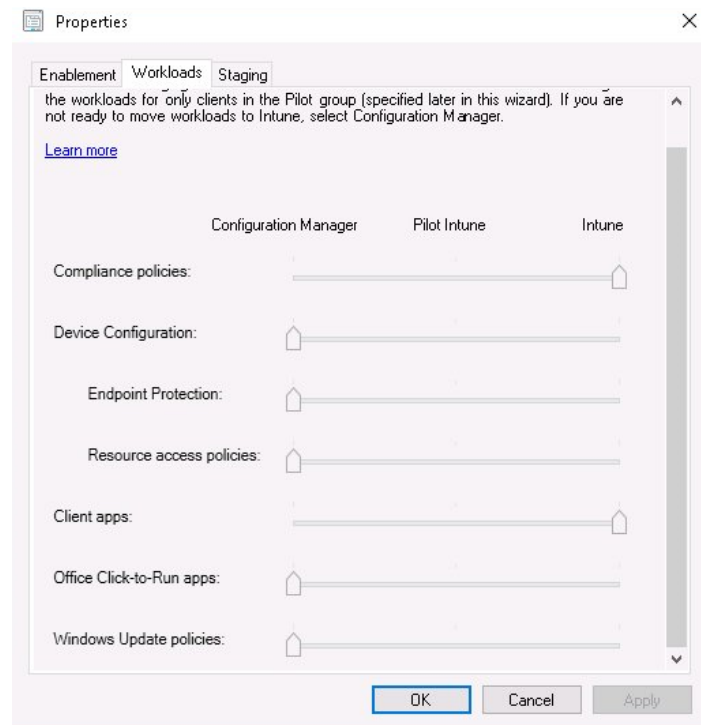 Properties
Enablement Workloads Staging
the workloads for only clients in the Pilot group (specified later in this wizard). If you are
not ready to move workloads to Intune, select Configuration Manager.
Learn more
Configuration Manager Pilot Intune Intune
Compliance policies:
Device Configuration:
Endpoint Protection:
Resource access policies:
Client apps:
Office Click-to-Run apps:
Windows Update policies:
OK Cancel Apply